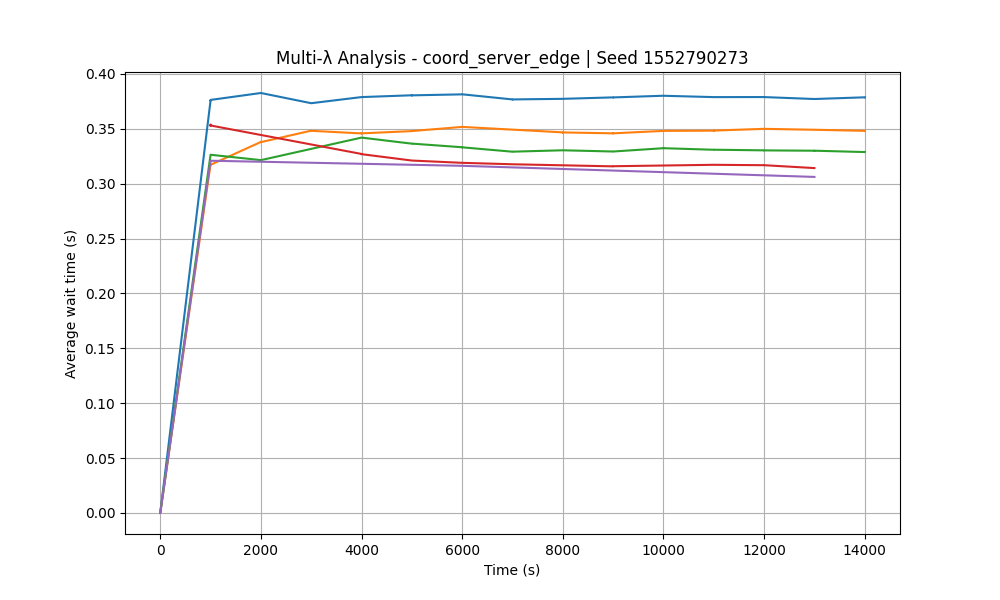 Multi-λ Analysis - coord_server_edge | Seed 1552790273
Average wait time (s)
0.40
0.35
0.30
0.25
0.20
0.15
0.10
0.05
0.00
0 2000 4000 6000 8000 10000 12000 14000
Time (s)